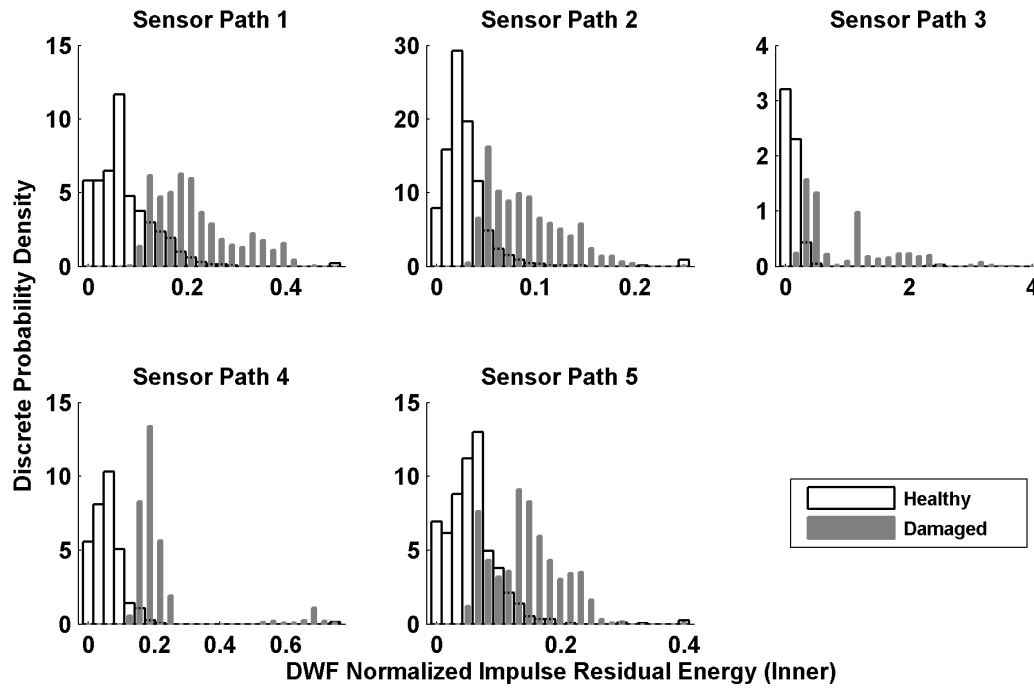 Sensor Path 1
Sensor Path 2
Sensor Path 3
15
10
5
0
0 0.2 0.4
30
20
10
0
0 0.1 0.2
4
3
2
1
0
0 2 4
Discrete Probability Density
Sensor Path 4
Sensor Path 5
15
10
5
0
0 0.2 0.4 0.6
15
10
5
0
0 0.2 0.4
Healthy
Damaged
DWF Normalized Impulse Residual Energy (Inner)